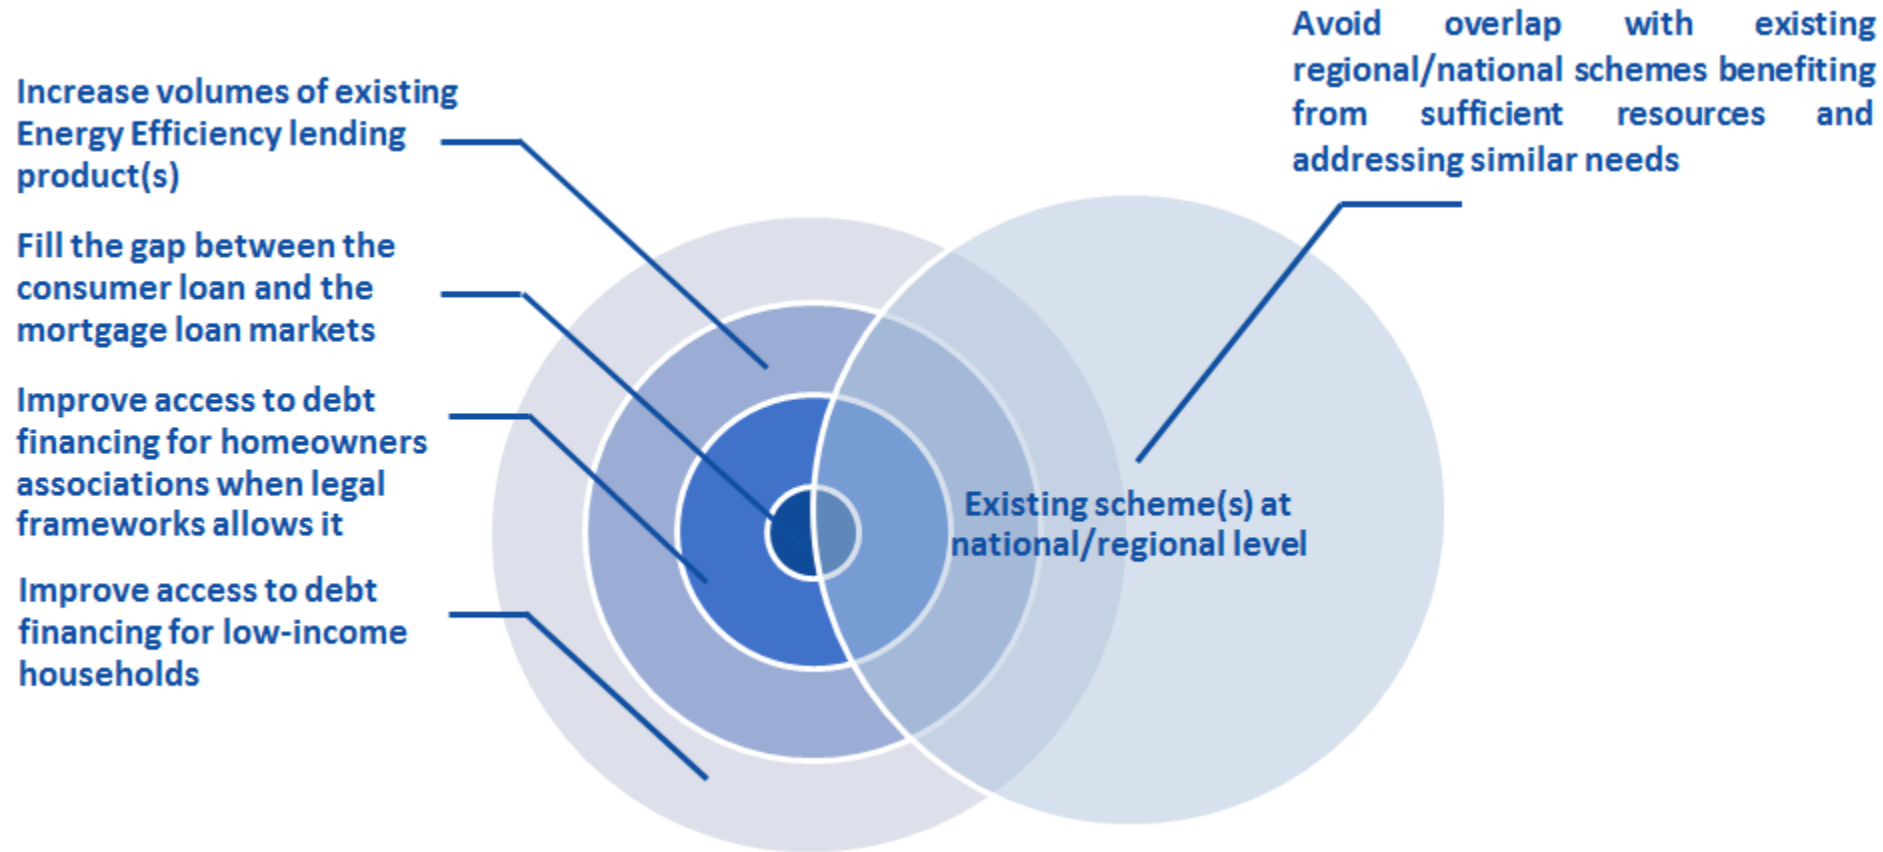 Increase volumes of existing
Energy Efficiency lending
product(s)
Fill the gap between the
consumer loan and the
mortgage loan markets
Improve access to debt
financing for homeowners
associations when legal
frameworks allows it
Improve access to debt
financing for low-income
households
Avoid overlap with existing
regional/national schemes benefiting
from sufficient resources and
addressing similar needs
Existing scheme(s) at
national/regional level